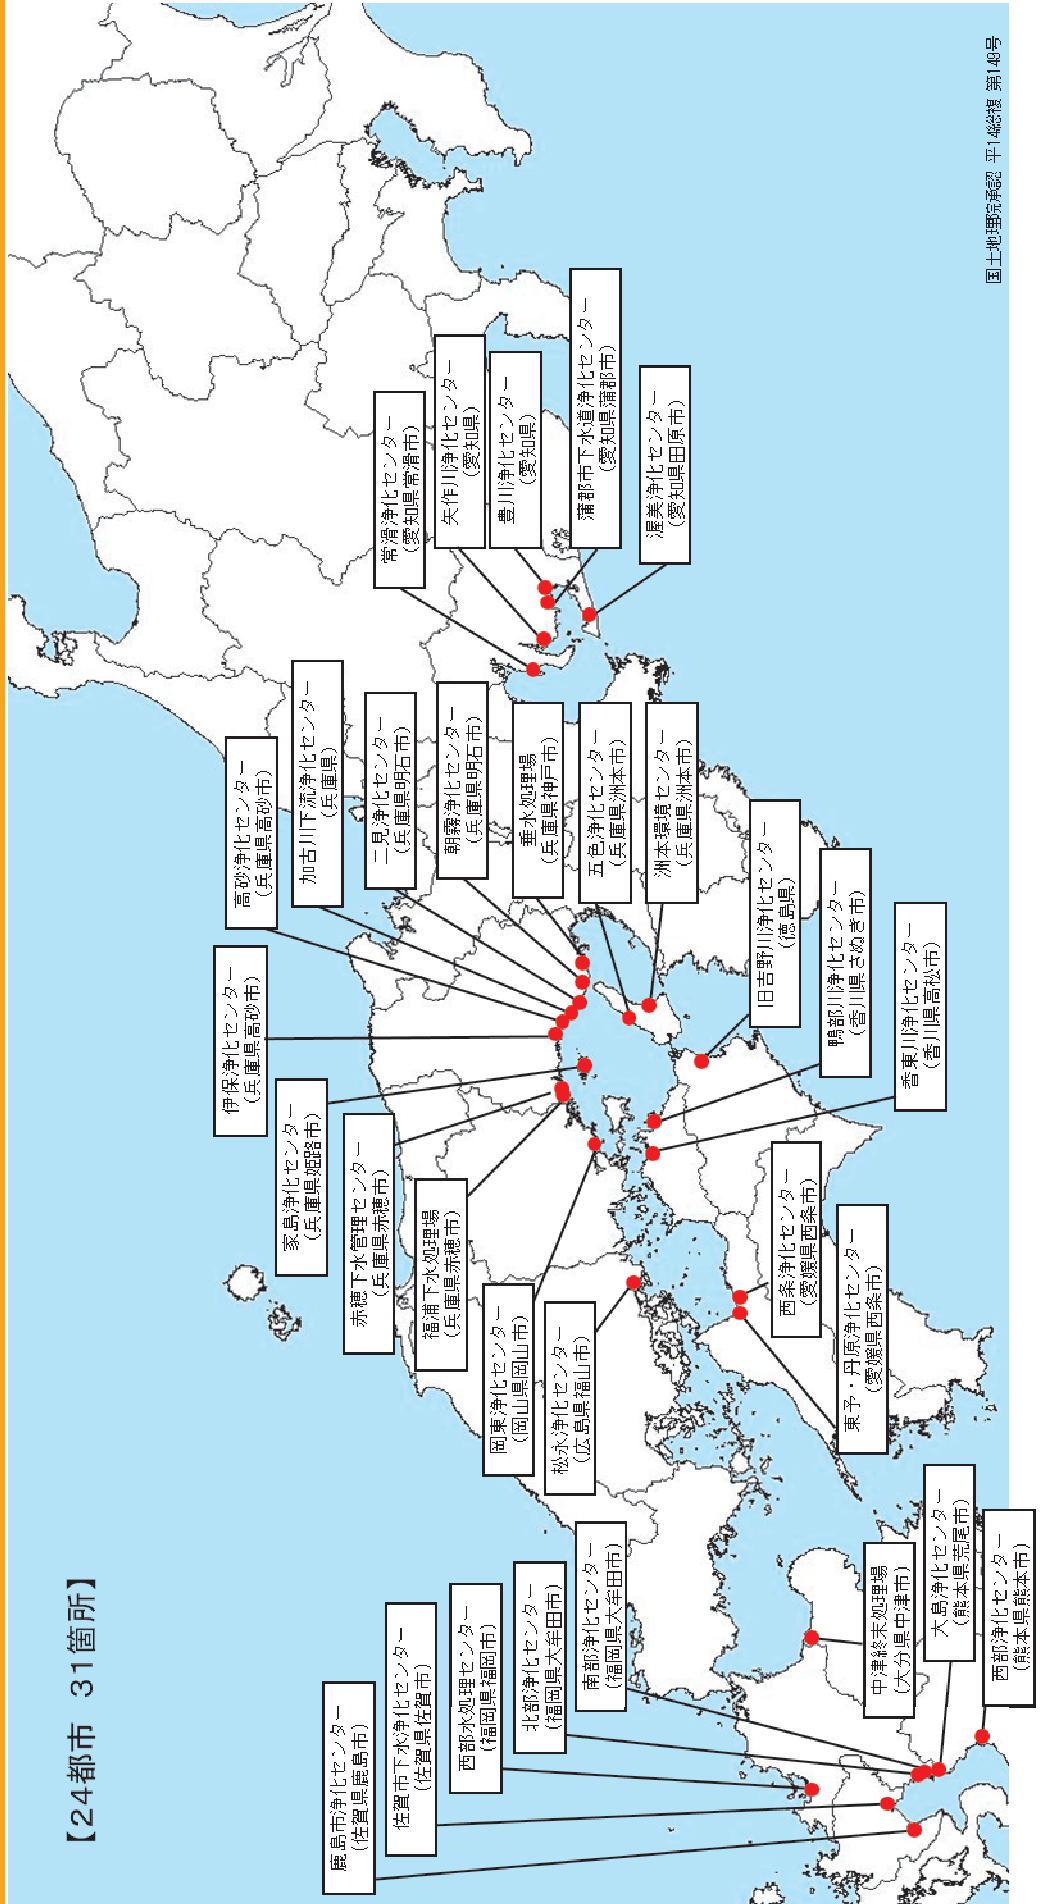 【24都市 31箇所】
鹿島市浄化センター
(佐賀県鹿島市)
佐賀市下水浄化センター
(佐賀県佐賀市)
西部水処理センター
(福岡県福岡市)
北部浄化センター
(福岡県大牟田市)
南部浄化センター
(福岡県大牟田市)
中津終末処理場
(大分県中津市)
大島浄化センター
(熊本県荒尾市)
西部浄化センター
(熊本県熊本市)
伊保浄化センター
(兵庫県高砂市)
家島浄化センター
(兵庫県姫路市)
赤穂下水管理センター
(兵庫県赤穂市)
福浦下水処理場
(兵庫県赤穂市)
岡東浄化センター
(岡山県岡山市)
松永浄化センター
(広島県福山市)
西条浄化センター
(愛媛県西条市)
東予・丹原浄化センター
(愛媛県西条市)
高砂浄化センター
(兵庫県高砂市)
加古川下流浄化センター
(兵庫県)
二見浄化センター
(兵庫県明石市)
朝霧浄化センター
(兵庫県明石市)
垂水処理場
(兵庫県神戸市)
五色浄化センター
(兵庫県洲本市)
洲本環境センター
(兵庫県洲本市)
旧吉野川浄化センター
(徳島県)
鴨部川浄化センター
(香川県さぬき市)
香東川浄化センター
(香川県高松市)
常滑浄化センター
(愛知県常滑市)
矢作川浄化センター
(愛知県)
豊川浄化センター
(愛知県)
蒲郡市下水道浄化センター
(愛知県蒲郡市)
渥美浄化センター
(愛知県田原市)
国土地理院承認 平14総複 第149号